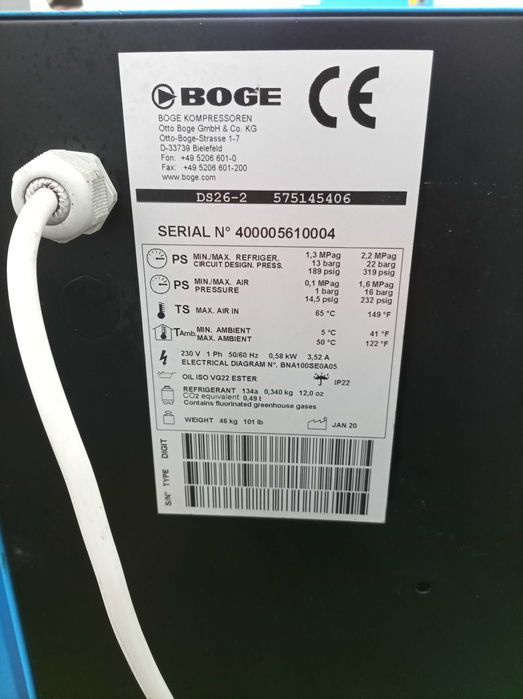 BOGE
CE
BOGE KOMPRESSOREN
Otto Boge GmbH & Co. KG
Otto-Boge-Strasse 1-7
D-33739 Bielefeld
Fon: +49 5206 601-0
Fax: +49 5206 601-200
www.boge.com
DS26-2 575145406
SERIAL N° 400005610004
PS MIN./MAX. REFRIGER. 1,3 MPag 2,2 MPag
CIRCUIT DESIGN. PRESS. 13 barg 22 barg
189 psig 319 psig
PS MIN./MAX. AIR 0,1 MPag 1,6 MPag
PRESSURE 1 barg 16 barg
14,5 psig 232 psig
TS MAX. AIR IN 65 °C 149 °F
TAmb. MIN. AMBIENT 5 °C 41 °F
MAX. AMBIENT 50 °C 122 °F
230 V 1 Ph 50/60 Hz 0,58 kW 3,52 A
ELECTRICAL DIAGRAM N°. BNA100SE0A05
OIL ISO VG22 ESTER IP22
REFRIGERANT 134a 0,340 kg 12,0 oz
CO2 equivalent 0,49 t
Contains fluorinated greenhouse gases
WEIGHT 46 kg 101 lb JAN 20
S/N° TYPE DIGIT